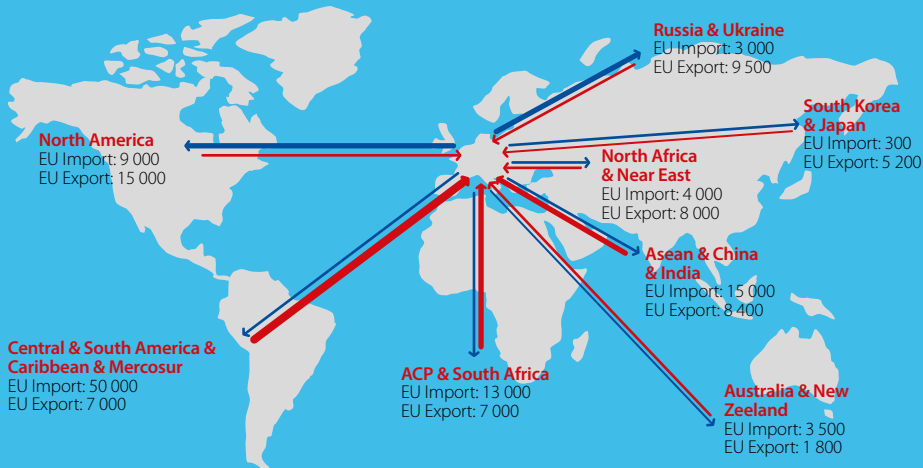 Russia & Ukraine
EU Import: 3 000
EU Export: 9 500
North America
EU Import: 9 000
EU Export: 15 000
South Korea
& Japan
EU Import: 300
EU Export: 5 200
North Africa
& Near East
EU Import: 4 000
EU Export: 8 000
Asean & China
& India
EU Import: 15 000
EU Export: 8 400
Central & South America &
Caribbean & Mercosur
EU Import: 50 000
EU Export: 7 000
ACP & South Africa
EU Import: 13 000
EU Export: 7 000
Australia & New
Zeeland
EU Import: 3 500
EU Export: 1 800